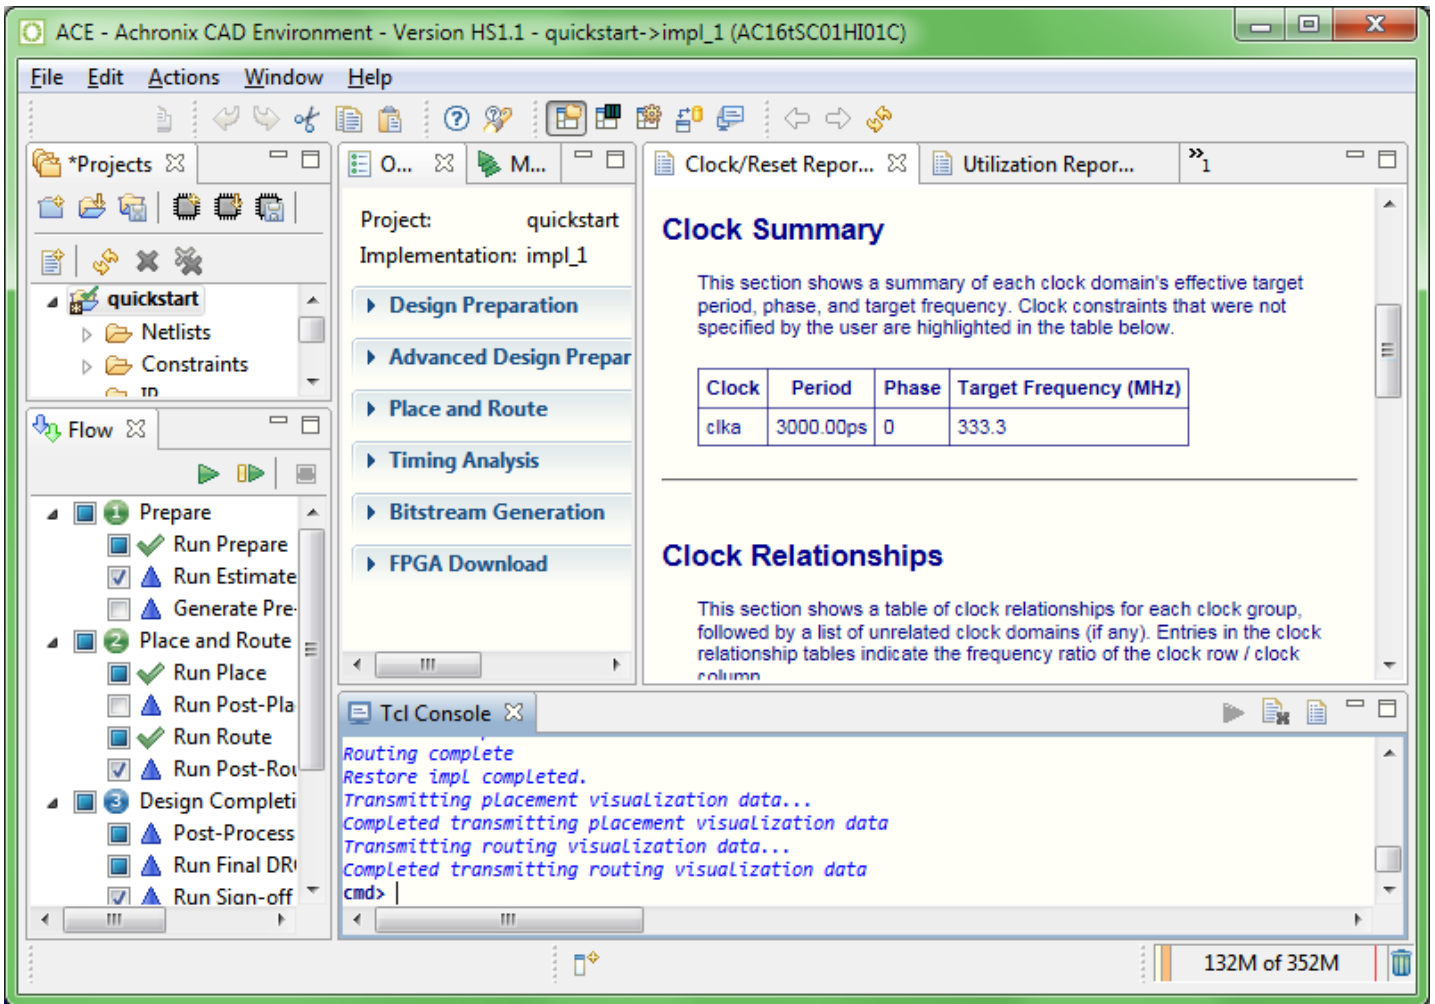 ACE - Achronix CAD Environment - Version HS1.1 - quickstart->impl_1 (AC16tSC01HI01C)
File Edit Actions Window Help
*Projects
quickstart
Netlists
Constraints
Flow
1 Prepare
Run Prepare
Run Estimate
Generate Pre-
2 Place and Route
Run Place
Run Post-Pla
Run Route
Run Post-Rou
3 Design Completi
Post-Process
Run Final DR
Run Sign-off
O... M...
Project: quickstart
Implementation: impl_1
Design Preparation
Advanced Design Prepar
Place and Route
Timing Analysis
Bitstream Generation
FPGA Download
Clock/Reset Repor... Utilization Repor... »1
Clock Summary
This section shows a summary of each clock domain's effective target
period, phase, and target frequency. Clock constraints that were not
specified by the user are highlighted in the table below.
Clock Period Phase Target Frequency (MHz)
clka 3000.00ps 0 333.3
Clock Relationships
This section shows a table of clock relationships for each clock group,
followed by a list of unrelated clock domains (if any). Entries in the clock
relationship tables indicate the frequency ratio of the clock row / clock
column
Tcl Console
Routing complete
Restore impl completed.
Transmitting placement visualization data...
Completed transmitting placement visualization data
Transmitting routing visualization data...
Completed transmitting routing visualization data
cmd>
132M of 352M